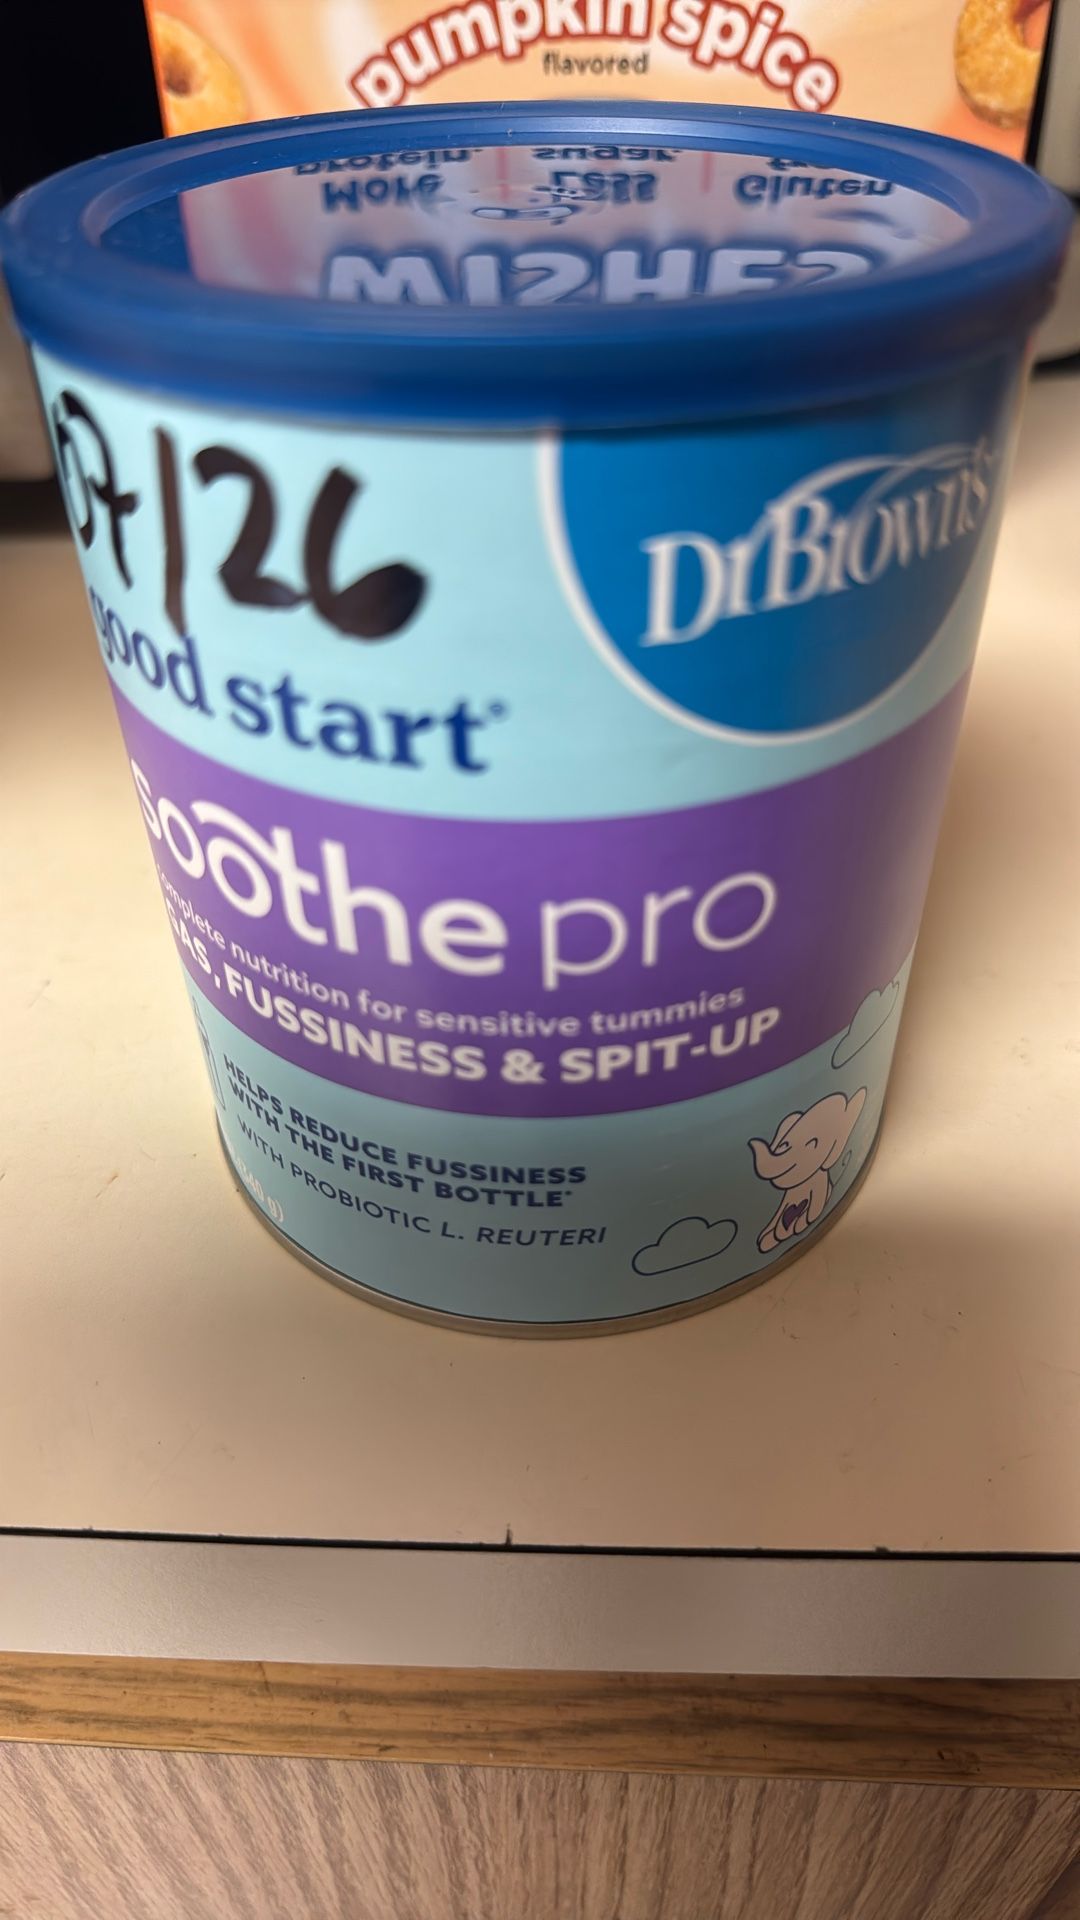 pumpkin spice
flavored
protein. sugar.
More Less Gluten
WISHES
07/26
Dr Brown's
good start®
Soothe pro
complete nutrition for sensitive tummies
GAS, FUSSINESS & SPIT-UP
HELPS REDUCE FUSSINESS
WITH THE FIRST BOTTLE*
WITH PROBIOTIC L. REUTERI
(340 g)